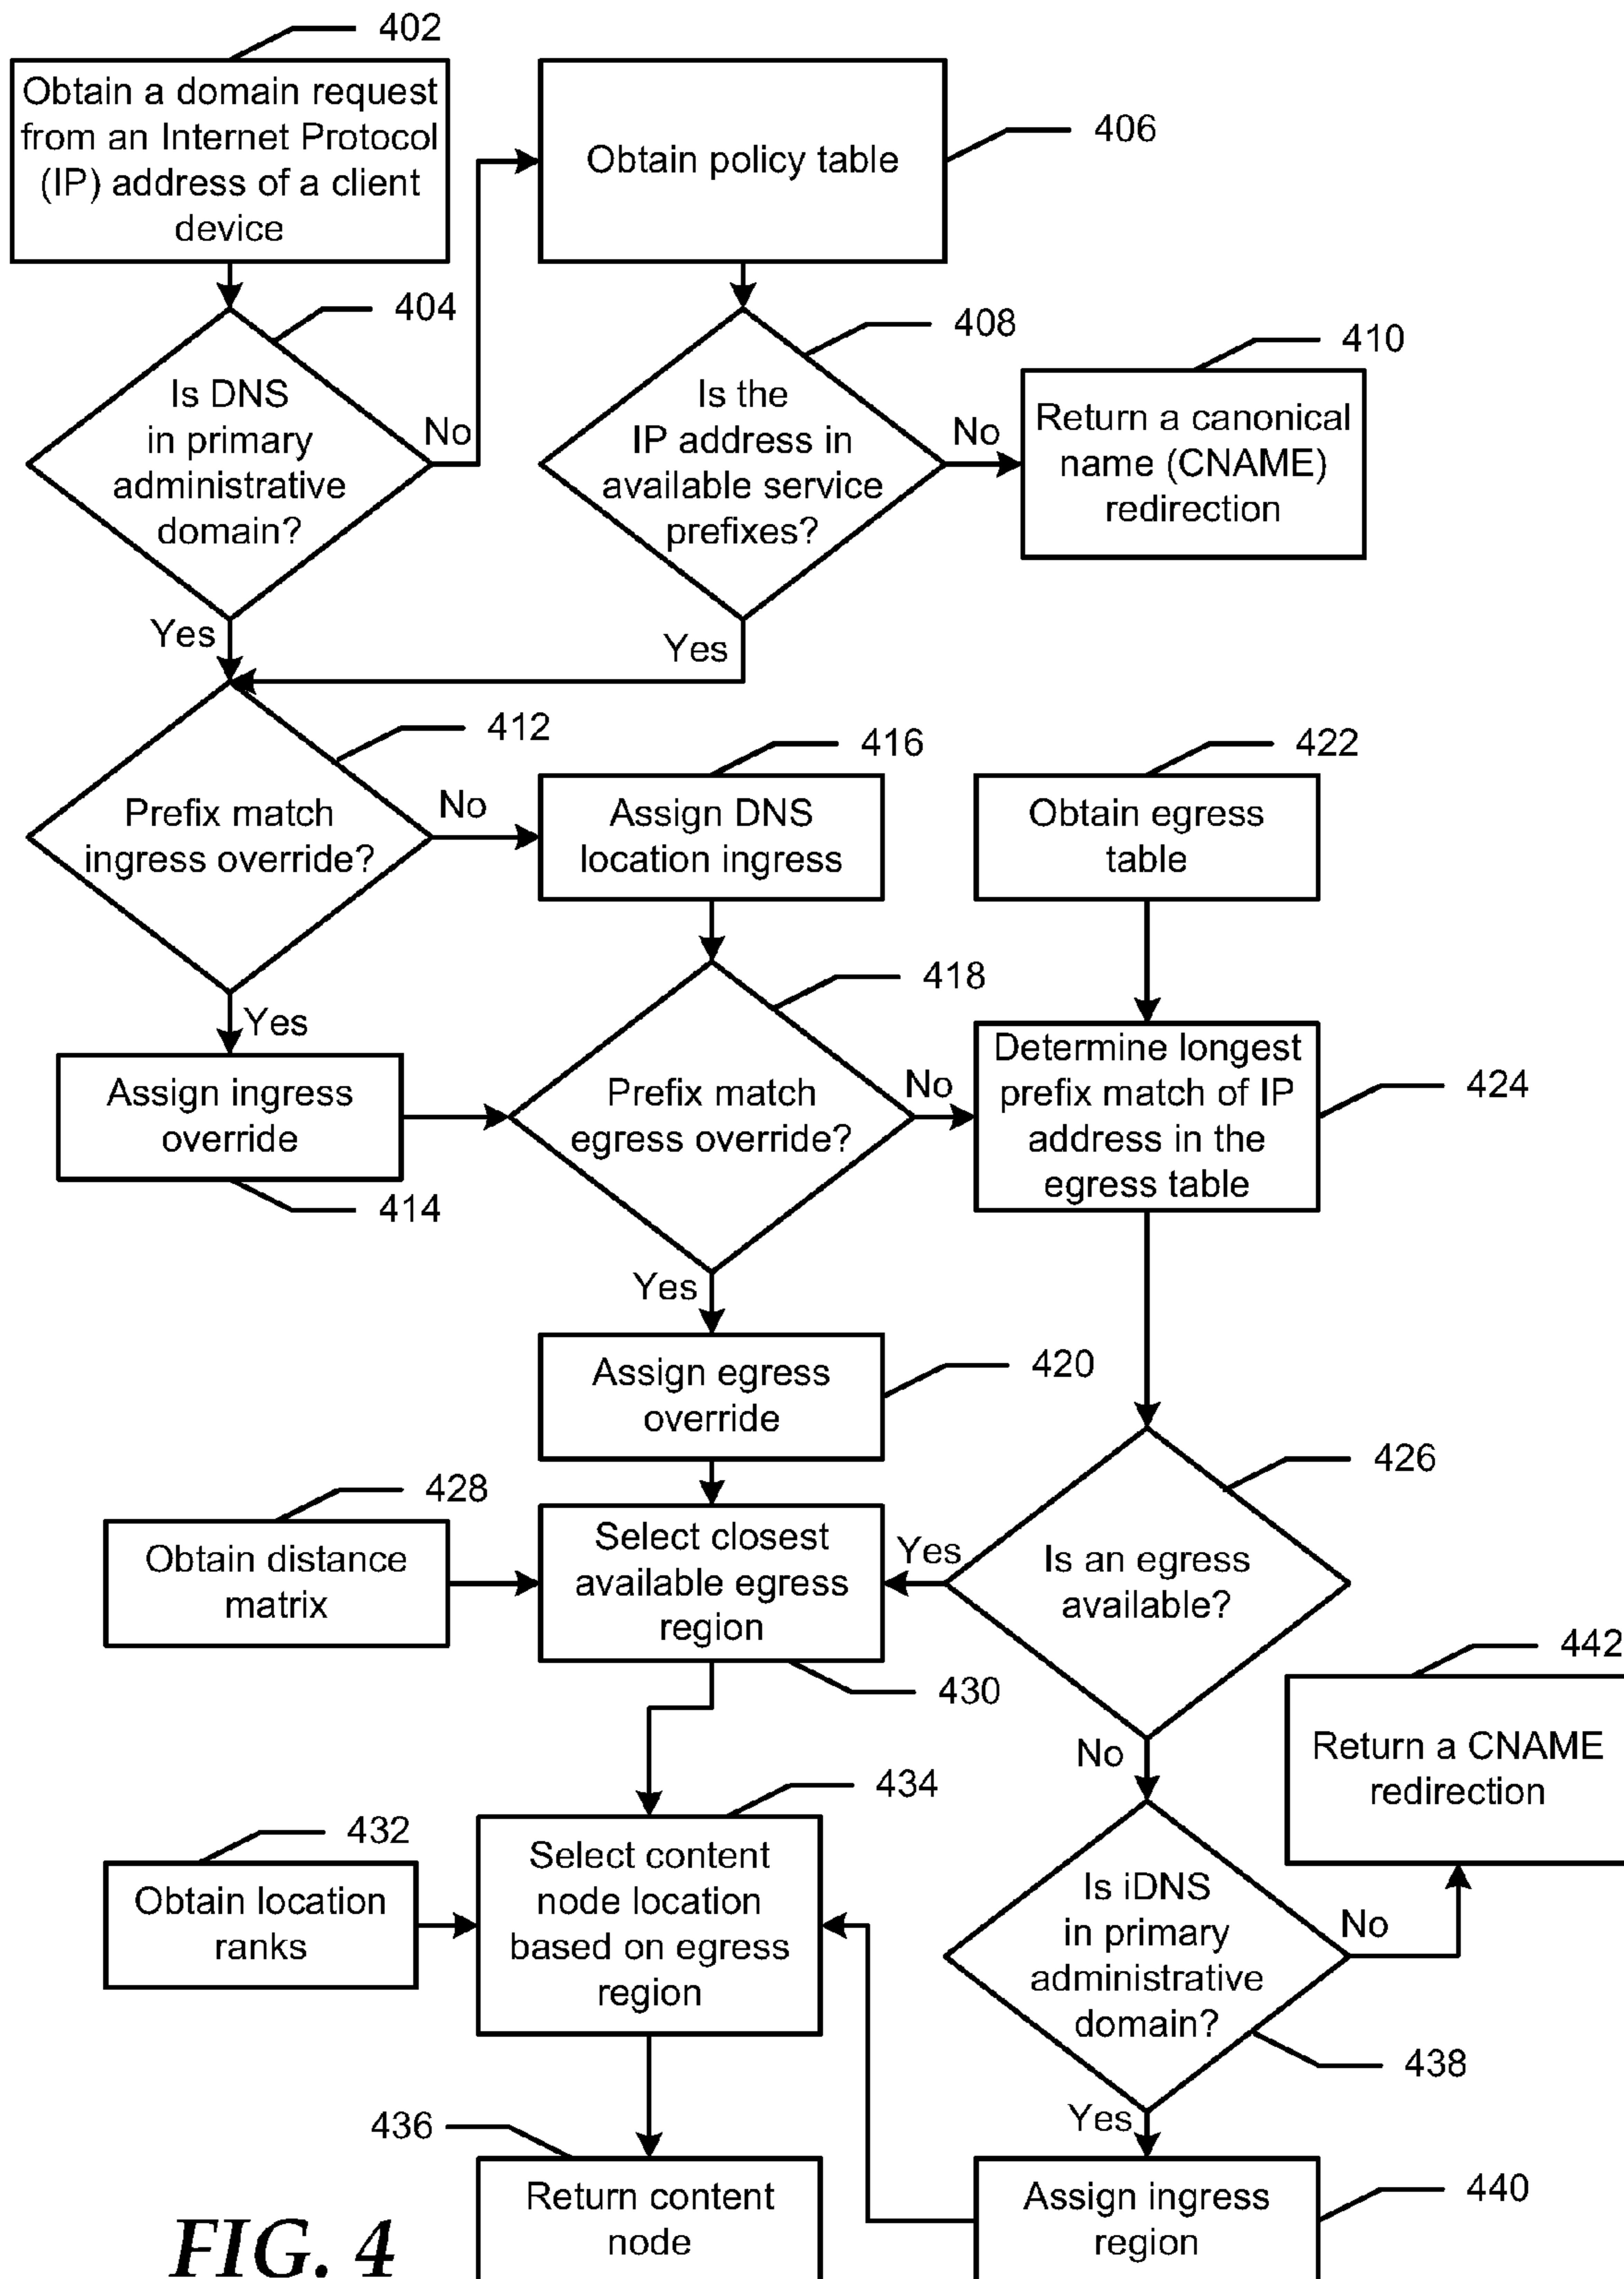 402
Obtain a domain request
from an Internet Protocol
(IP) address of a client
device
Obtain policy table
406
404
Is DNS
in primary
administrative
domain?
No
Yes
408
Is the
IP address in
available service
prefixes?
No
Yes
410
Return a canonical
name (CNAME)
redirection
412
Prefix match
ingress override?
No
Yes
416
Assign DNS
location ingress
422
Obtain egress
table
Assign ingress
override
414
418
Prefix match
egress override?
No
Yes
Determine longest
prefix match of IP
address in the
egress table
424
Assign egress
override
420
426
Is an egress
available?
Yes
No
428
Obtain distance
matrix
Select closest
available egress
region
430
442
Return a CNAME
redirection
432
Obtain location
ranks
434
Select content
node location
based on egress
region
Is iDNS
in primary
administrative
domain?
No
438
Yes
436
Return content
node
Assign ingress
region
440
FIG. 4